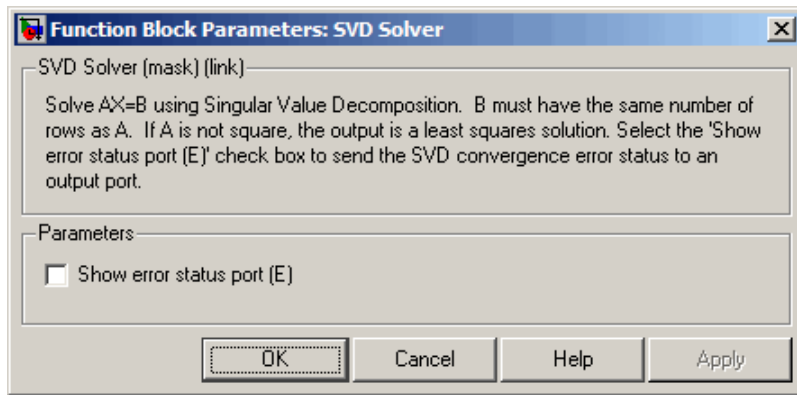 Function Block Parameters: SVD Solver
SVD Solver (mask) (link)
Solve AX=B using Singular Value Decomposition. B must have the same number of
rows as A. If A is not square, the output is a least squares solution. Select the 'Show
error status port (E)' check box to send the SVD convergence error status to an
output port.
Parameters
Show error status port (E)
OK Cancel Help Apply